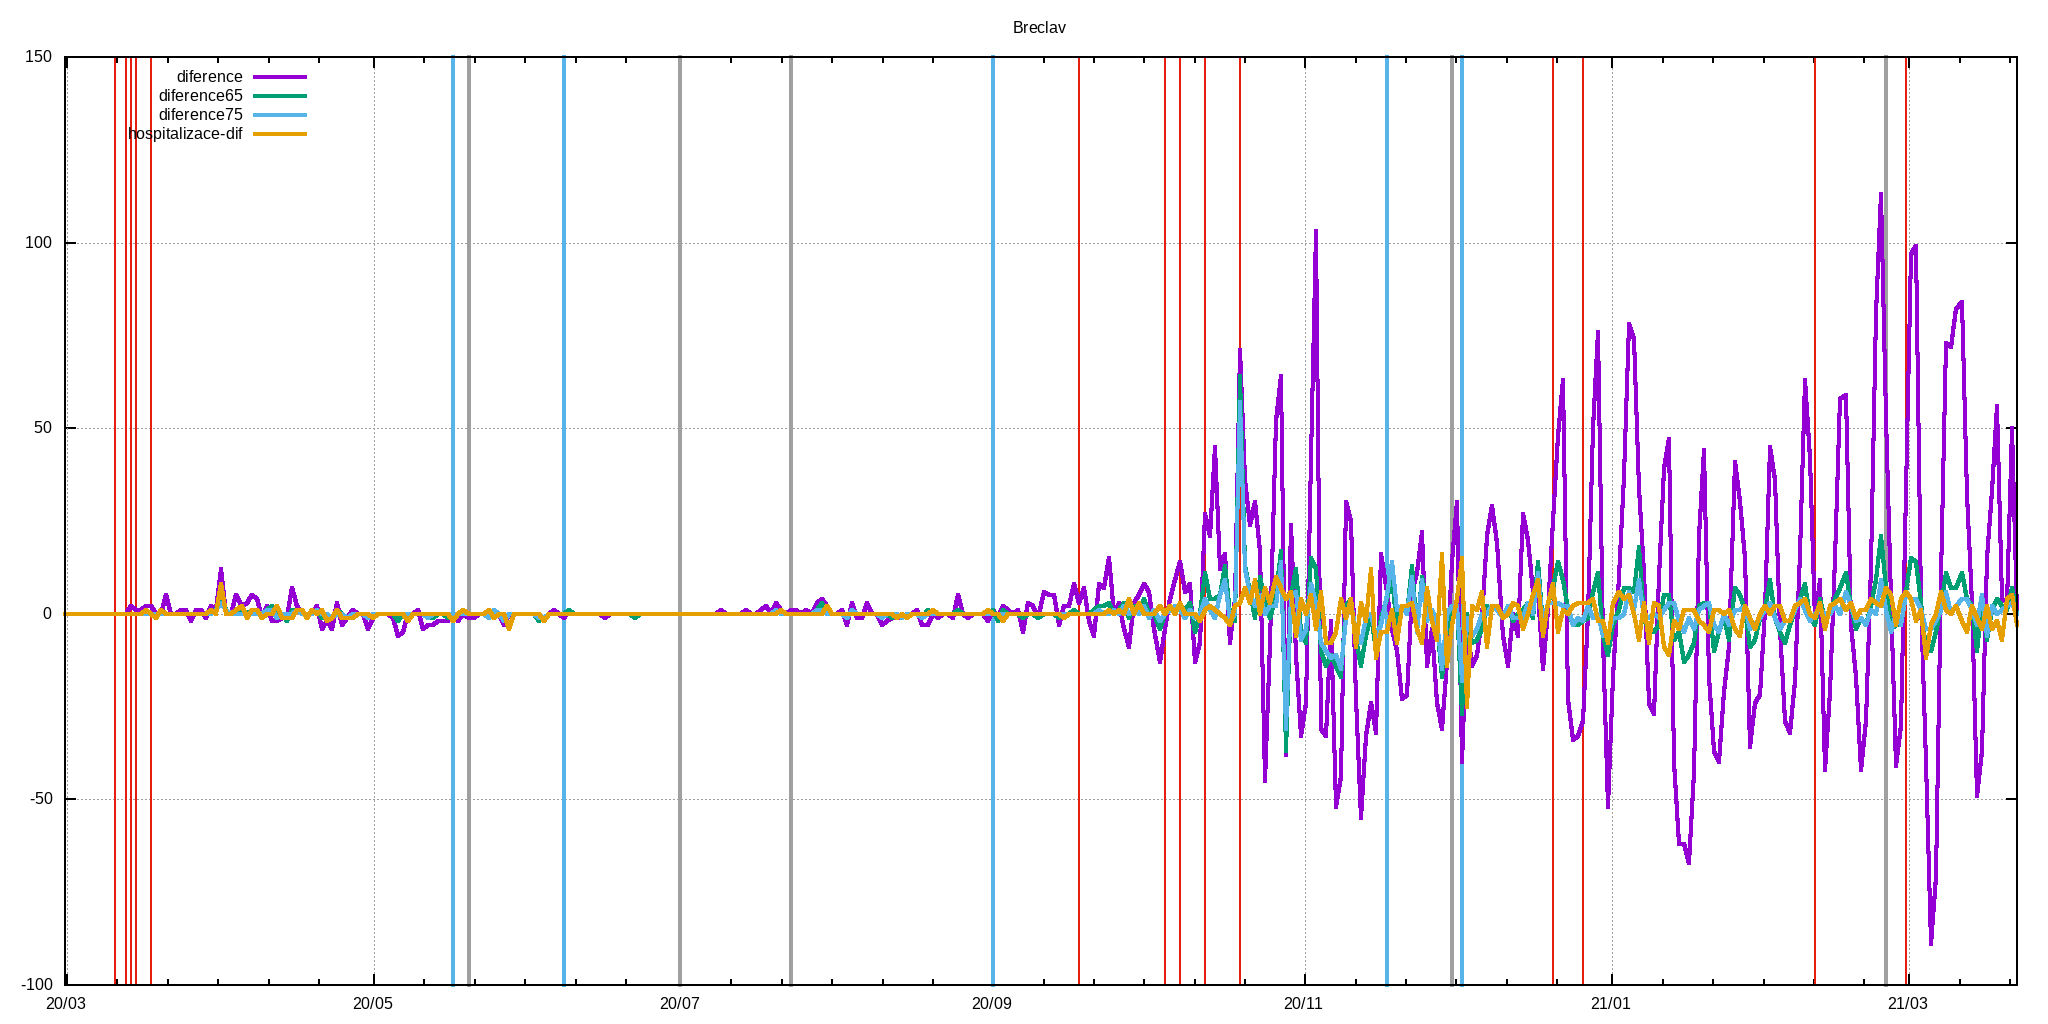 Breclav
150
diference
diference65
diference75
hospitalizace-dif
100
50
0
-50
-100
20/03 20/05 20/07 20/09 20/11 21/01 21/03